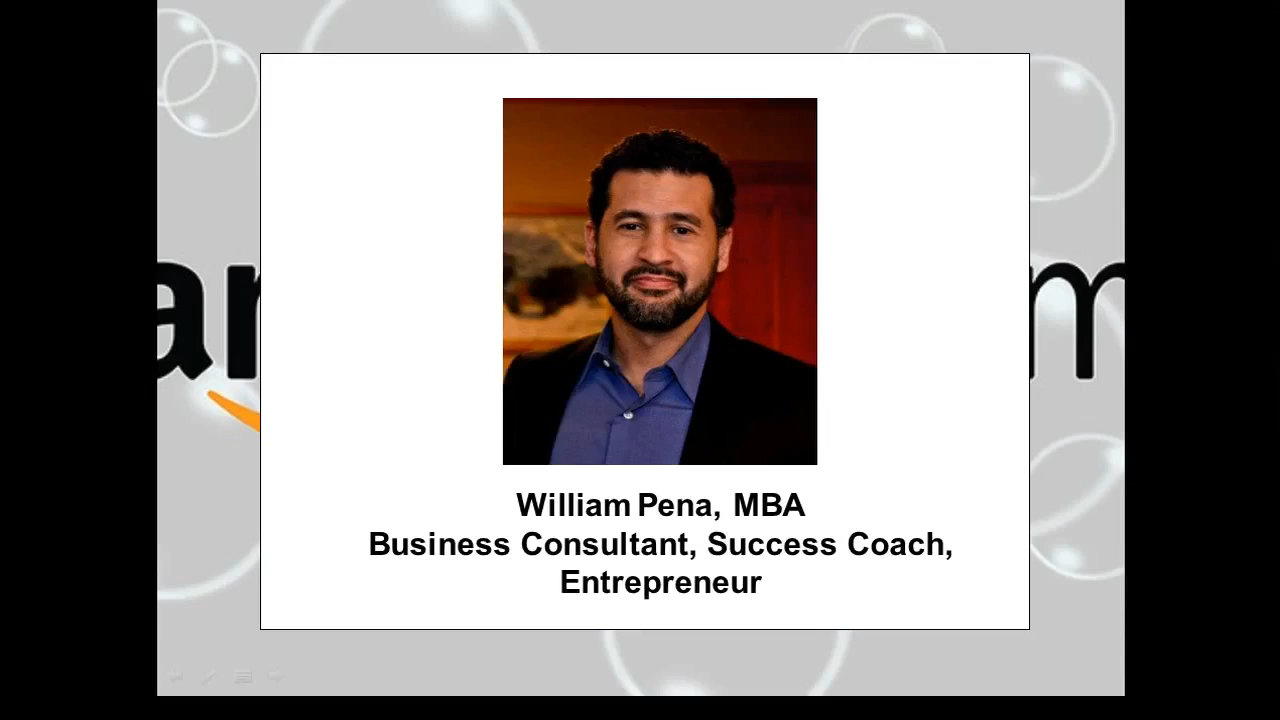 William Pena, MBA
Business Consultant, Success Coach,
Entrepreneur